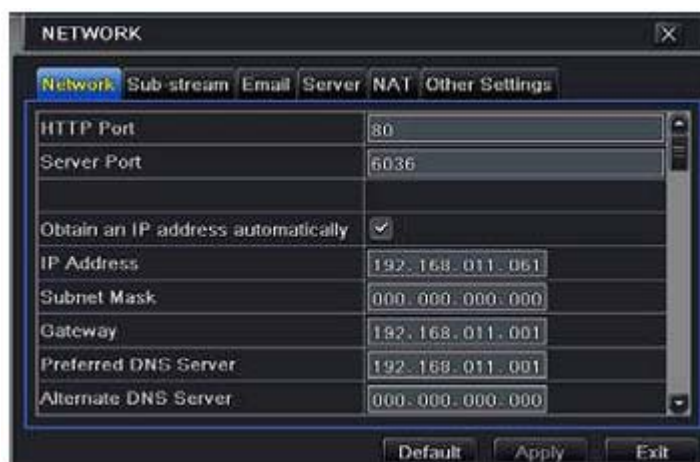 NETWORK
Network Sub-stream Email Server NAT Other Settings
HTTP Port 80
Server Port 6036
Obtain an IP address automatically
IP Address 192.168.011.061
Subnet Mask 000.000.000.000
Gateway 192.168.011.001
Preferred DNS Server 192.168.011.001
Alternate DNS Server 000.000.000.000
Default Apply Exit